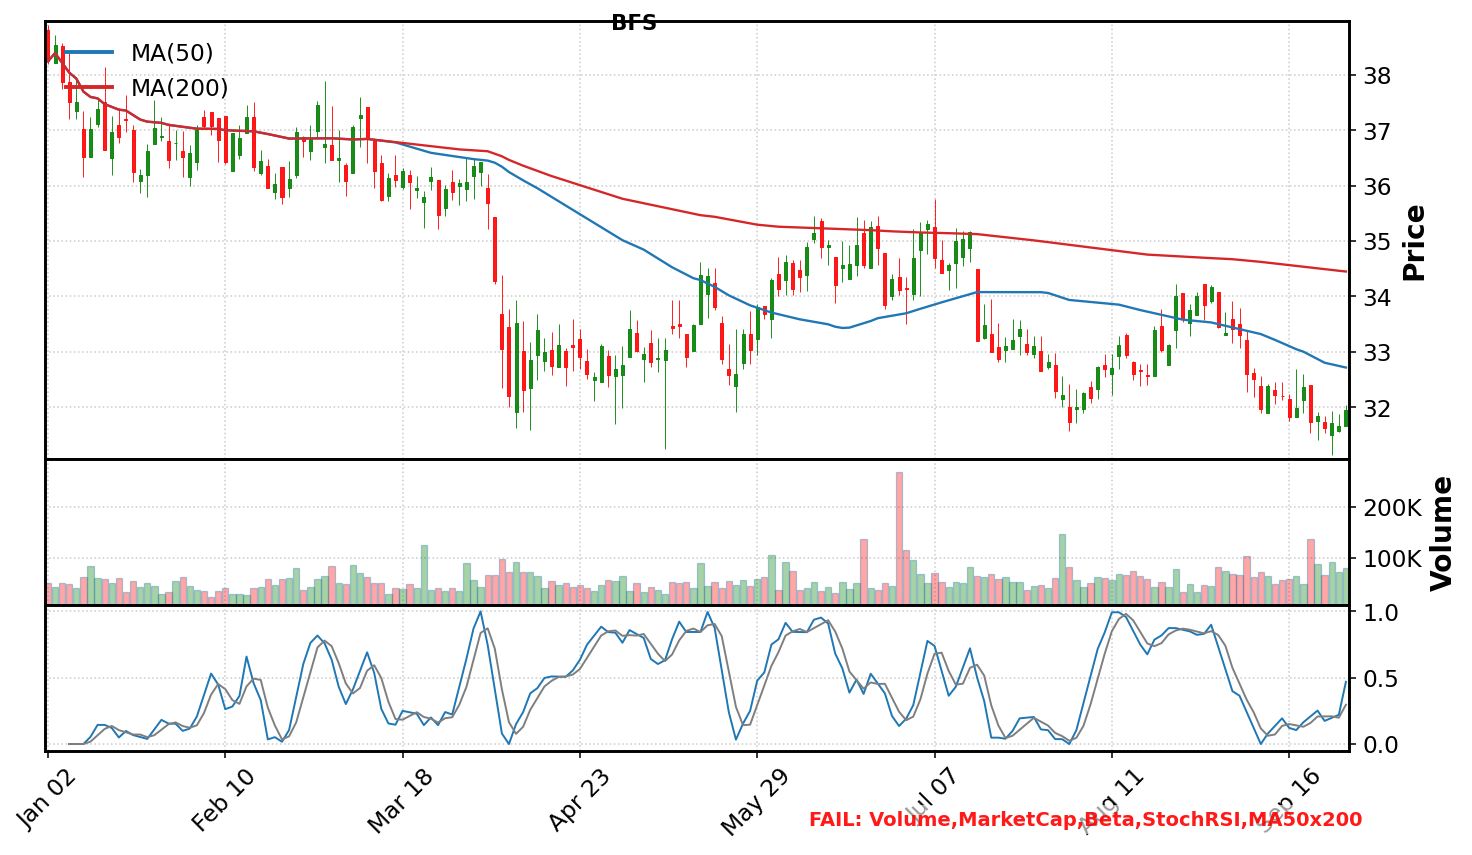 BFS
MA(50)
MA(200)
38
37
36
35
34
33
32
Price
200K
100K
Volume
1.0
0.5
0.0
Jan 02
Feb 10
Mar 18
Apr 23
May 29
Jul 07
Aug 11
Sep 16
FAIL: Volume,MarketCap,Beta,StochRSI,MA50x200